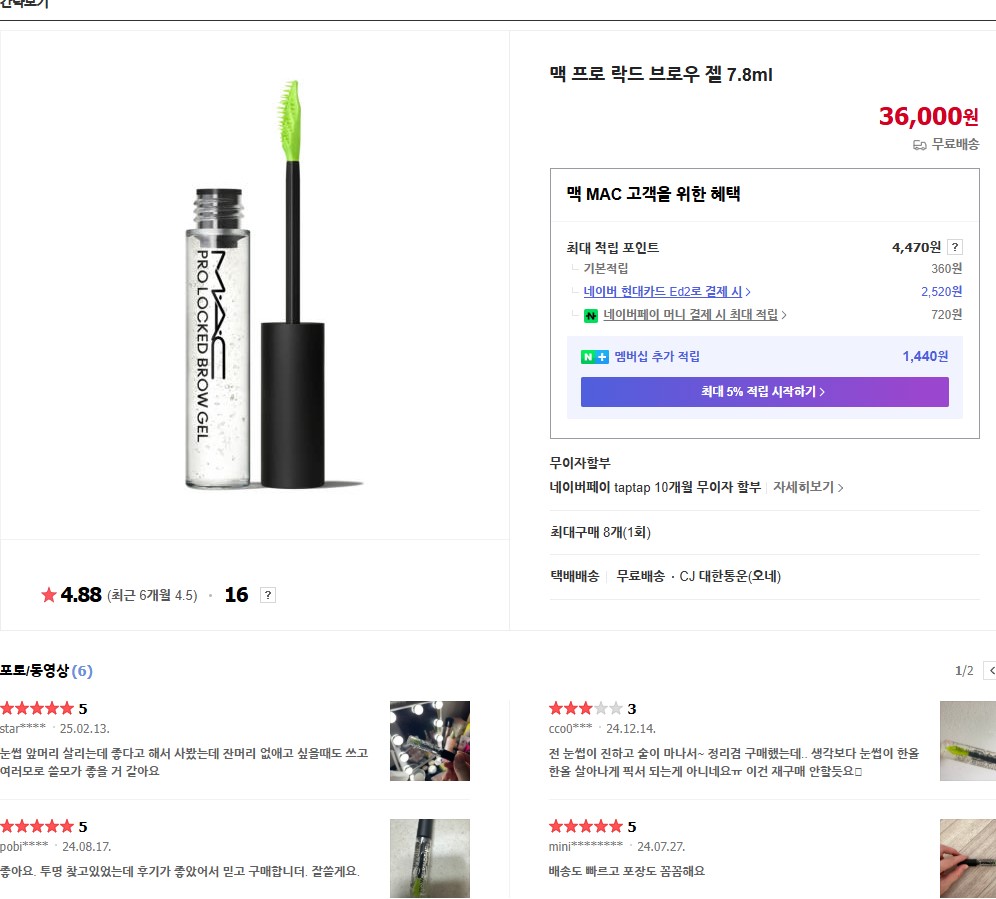 간략보기
맥 프로 락드 브로우 젤 7.8ml
36,000원
무료배송
맥 MAC 고객을 위한 혜택
최대 적립 포인트 4,470원 ?
기본적립 360원
네이버 현대카드 Ed2로 결제 시 > 2,520원
N 네이버페이 머니 결제 시 최대 적립 > 720원
N + 멤버십 추가 적립 1,440원
최대 5% 적립 시작하기 >
무이자할부
네이버페이 taptap 10개월 무이자 할부 자세히보기 >
최대구매 8개(1회)
택배배송 무료배송 · CJ 대한통운(오네)
MAC
PRO LOCKED BROW GEL
★ 4.88 (최근 6개월 4.5) · 16 ?
포토/동영상 (6) 1/2 <
★★★★★ 5
star**** · 25.02.13.
눈썹 앞머리 살리는데 좋다고 해서 사봤는데 잔머리 없애고 싶을때도 쓰고
여러모로 쓸모가 좋을 거 같아요
★★★★★ 3
cco0*** · 24.12.14.
전 눈썹이 진하고 술이 마나서~ 정리겸 구매했는데.. 생각보다 눈썹이 한올
한올 살아나게 픽서 되는게 아니네요ㅠ 이건 재구매 안할듯요□
★★★★★ 5
pobi**** · 24.08.17.
좋아요. 투명 찾고있었는데 후기가 좋았어서 믿고 구매합니더. 잘쓸게요.
★★★★★ 5
mini******** · 24.07.27.
배송도 빠르고 포장도 꼼꼼해요